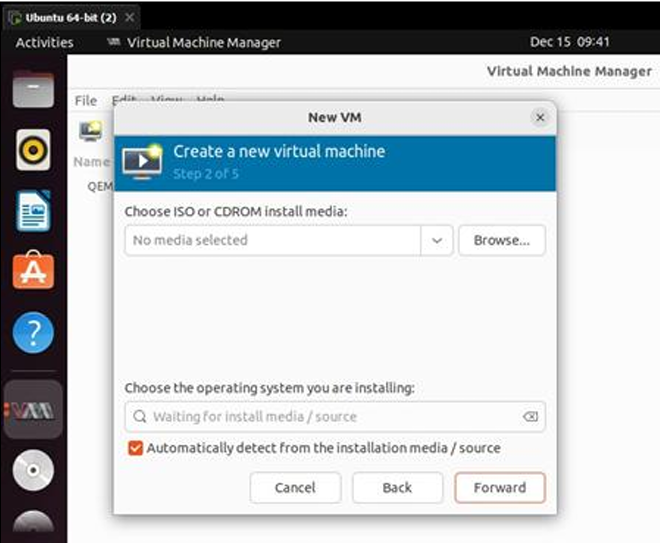 Ubuntu 64-bit (2)
Activities Virtual Machine Manager Dec 15 09:41
Virtual Machine Manager
File Edit View Help
New VM
Create a new virtual machine
Step 2 of 5
Name
QEM
Choose ISO or CDROM install media:
No media selected Browse...
Choose the operating system you are installing:
Waiting for install media / source
Automatically detect from the installation media / source
Cancel Back Forward